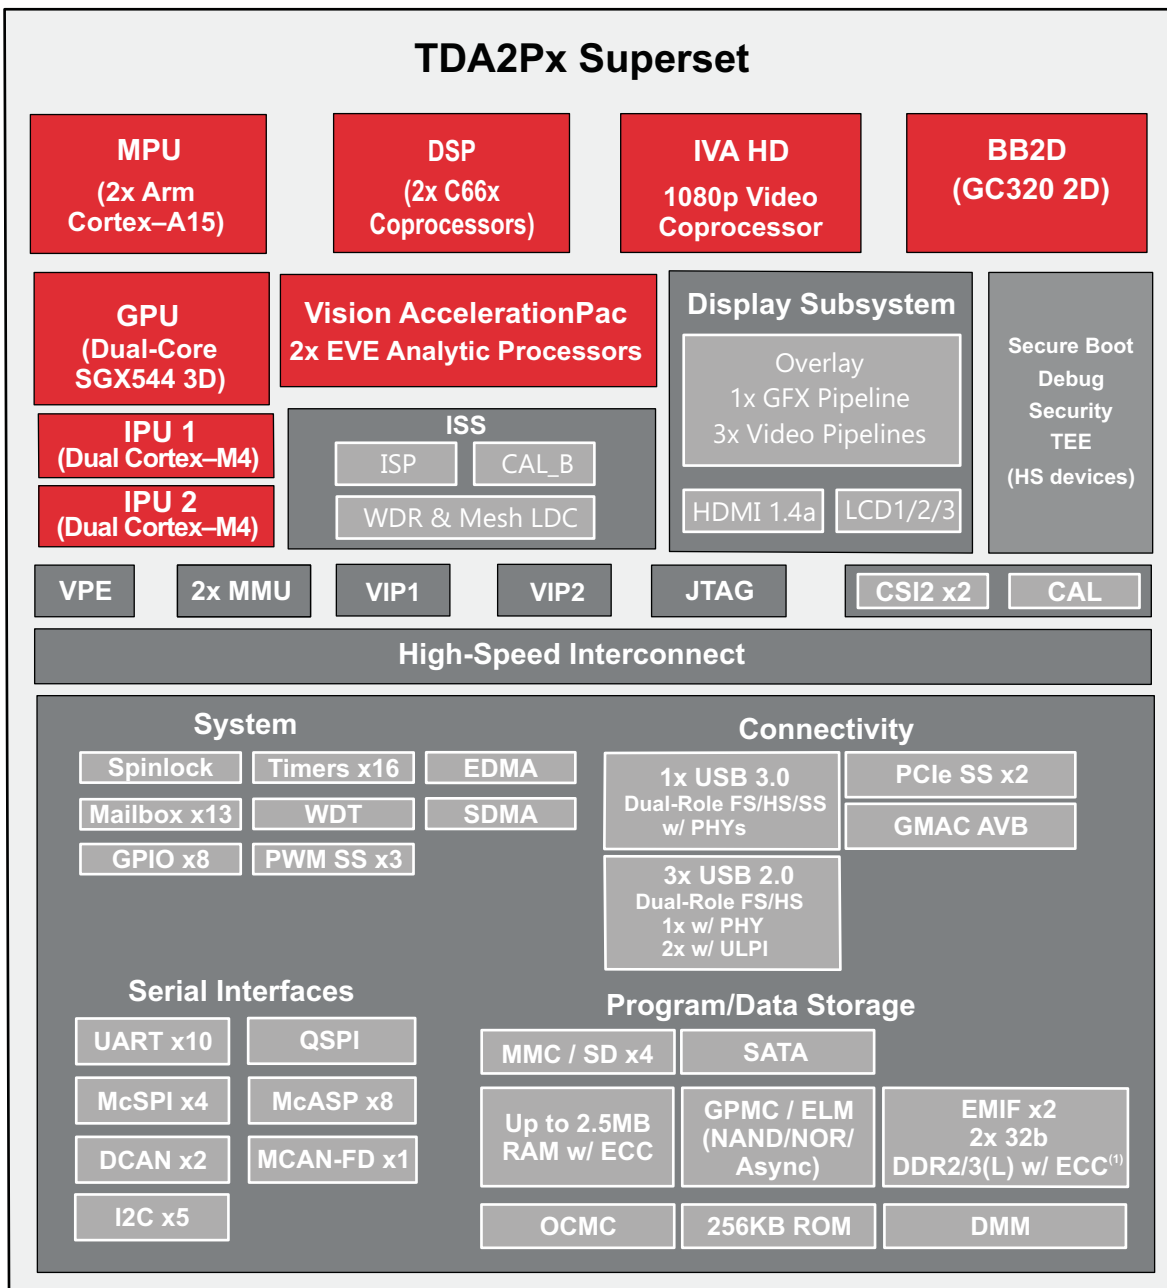 TDA2Px Superset
MPU
(2x Arm
Cortex–A15)
DSP
(2x C66x
Coprocessors)
IVA HD
1080p Video
Coprocessor
BB2D
(GC320 2D)
GPU
(Dual-Core
SGX544 3D)
Vision AccelerationPac
2x EVE Analytic Processors
Display Subsystem
Overlay
1x GFX Pipeline
3x Video Pipelines
HDMI 1.4a
LCD1/2/3
Secure Boot
Debug
Security
TEE
(HS devices)
IPU 1
(Dual Cortex–M4)
IPU 2
(Dual Cortex–M4)
ISS
ISP
CAL_B
WDR & Mesh LDC
VPE
2x MMU
VIP1
VIP2
JTAG
CSI2 x2
CAL
High-Speed Interconnect
System
Spinlock
Timers x16
EDMA
Mailbox x13
WDT
SDMA
GPIO x8
PWM SS x3
Connectivity
1x USB 3.0
Dual-Role FS/HS/SS
w/ PHYs
PCIe SS x2
GMAC AVB
3x USB 2.0
Dual-Role FS/HS
1x w/ PHY
2x w/ ULPI
Serial Interfaces
UART x10
QSPI
McSPI x4
McASP x8
DCAN x2
MCAN-FD x1
I2C x5
Program/Data Storage
MMC / SD x4
SATA
Up to 2.5MB
RAM w/ ECC
GPMC / ELM
(NAND/NOR/
Async)
EMIF x2
2x 32b
DDR2/3(L) w/ ECC(1)
OCMC
256KB ROM
DMM